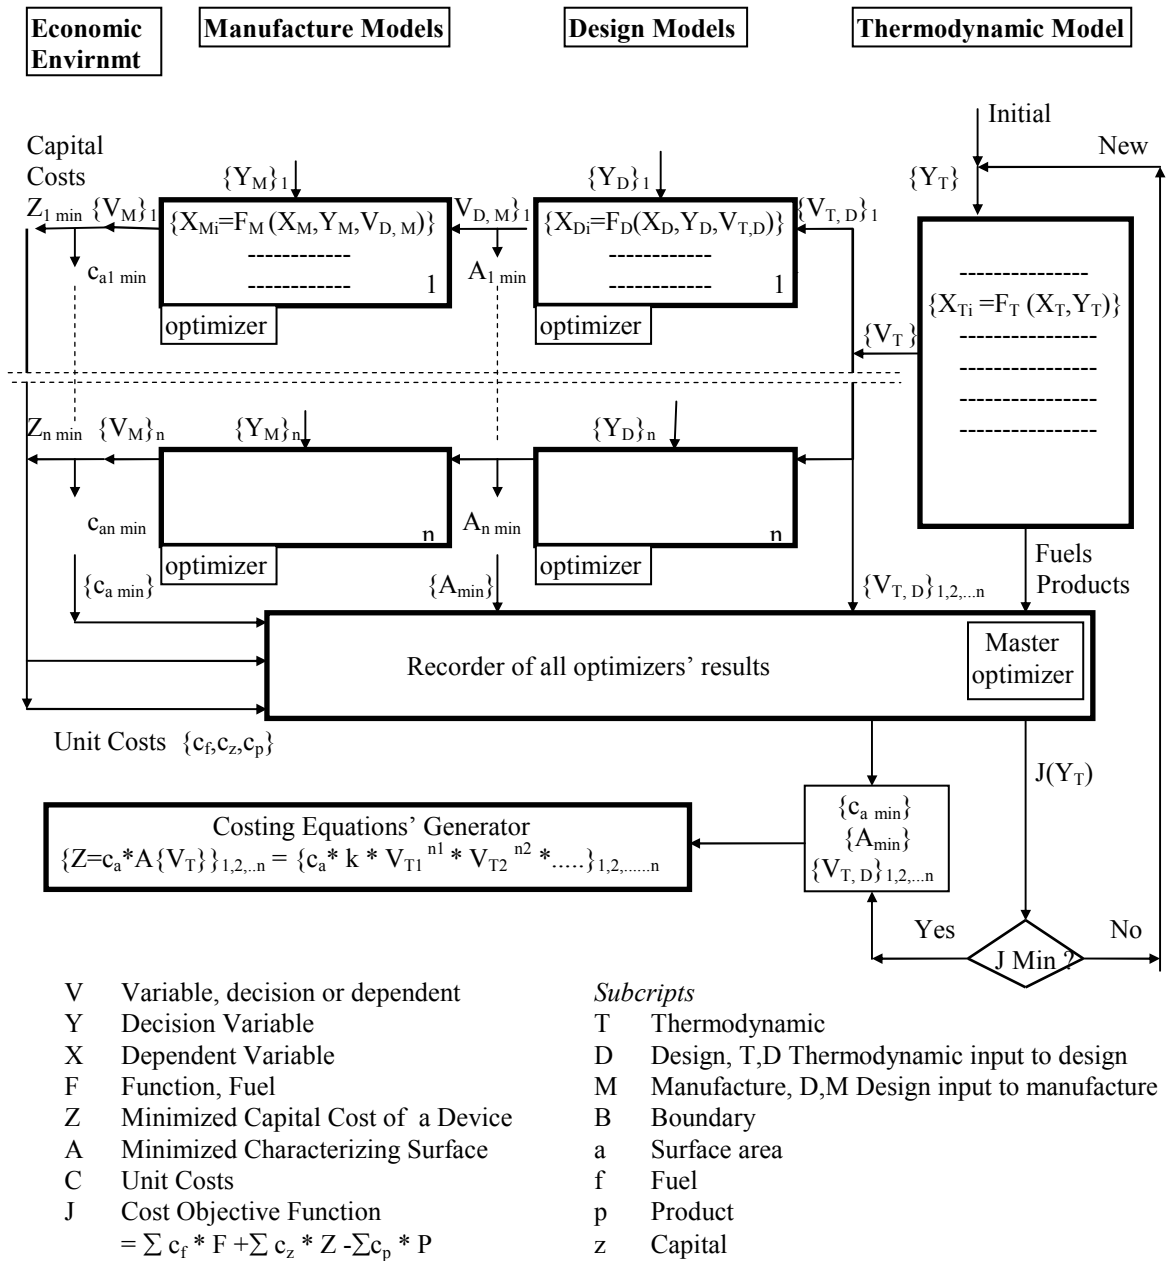 Economic
Envirnmt
Manufacture Models
Design Models
Thermodynamic Model
Initial
New
Capital
Costs
{Y_M}_1
{Y_D}_1
{Y_T}
Z_1 min {V_M}_1
V_D, M}_1
{V_T, D}_1
{X_Mi=F_M (X_M,Y_M,V_D, M)}
------------
------------
1
{X_Di=F_D(X_D,Y_D,V_T,D)}
------------
------------
1
c_a1 min
A_1 min
-------------
{X_Ti =F_T (X_T,Y_T)}
--------------
--------------
--------------
--------------
optimizer
optimizer
{V_T }
Z_n min {V_M}_n
{Y_M}_n
{Y_D}_n
c_an min
A_n min
n
n
optimizer
optimizer
Fuels
Products
{c_a min}
{A_min}
{V_T, D}_1,2,...n
Recorder of all optimizers’ results
Master
optimizer
Unit Costs {c_f,c_z,c_p}
J(Y_T)
{c_a min}
{A_min}
{V_T, D}_1,2,...n
Costing Equations’ Generator
{Z=c_a*A{V_T}}_1,2,..n = {c_a* k * V_T1 ^n1 * V_T2 ^n2 *.....}_1,2,......n
Yes
No
J Min ?
V Variable, decision or dependent
Y Decision Variable
X Dependent Variable
F Function, Fuel
Z Minimized Capital Cost of a Device
A Minimized Characterizing Surface
C Unit Costs
J Cost Objective Function
= ∑ c_f * F +∑ c_z * Z -∑c_p * P
Subcripts
T Thermodynamic
D Design, T,D Thermodynamic input to design
M Manufacture, D,M Design input to manufacture
B Boundary
a Surface area
f Fuel
p Product
z Capital